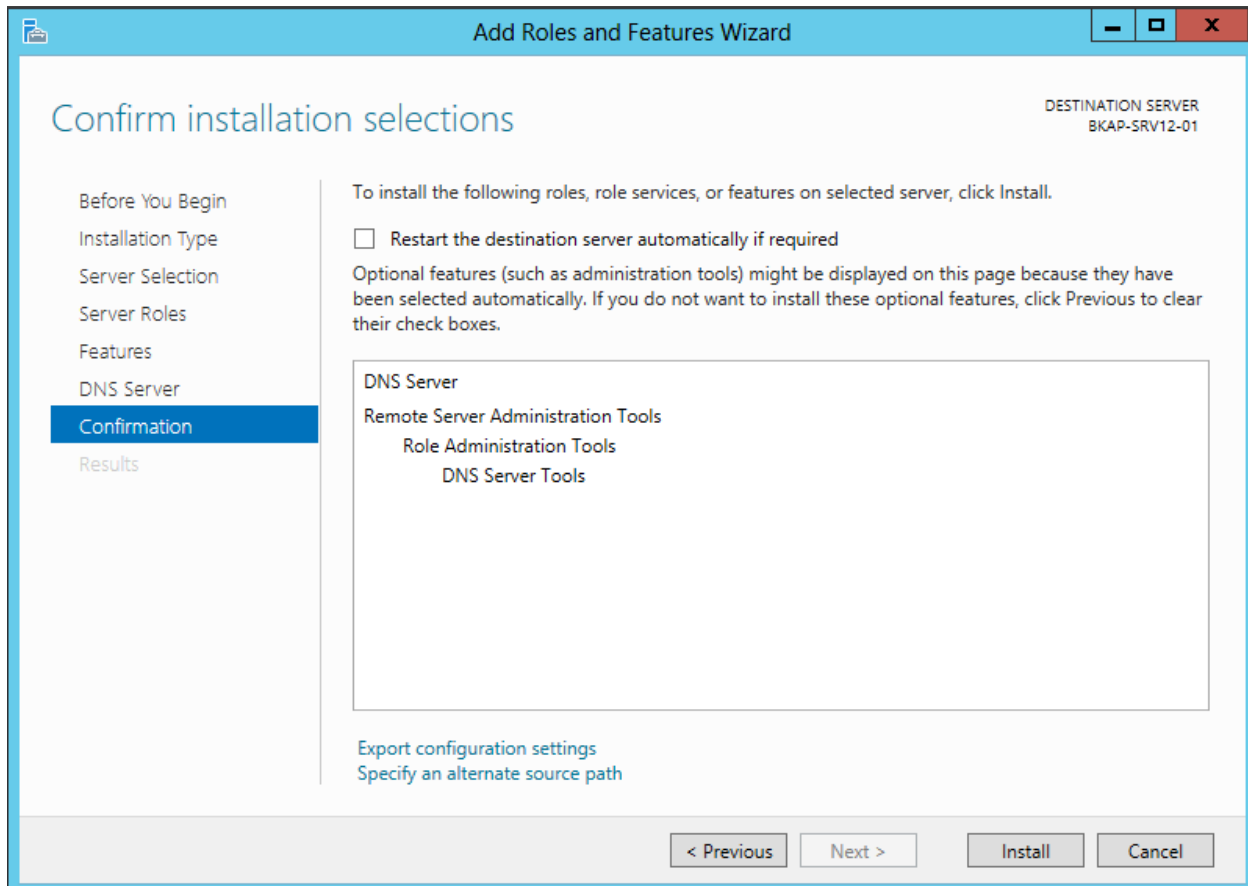 Add Roles and Features Wizard
Confirm installation selections
DESTINATION SERVER
BKAP-SRV12-01
Before You Begin
Installation Type
Server Selection
Server Roles
Features
DNS Server
Confirmation
Results
To install the following roles, role services, or features on selected server, click Install.
Restart the destination server automatically if required
Optional features (such as administration tools) might be displayed on this page because they have
been selected automatically. If you do not want to install these optional features, click Previous to clear
their check boxes.
DNS Server
Remote Server Administration Tools
Role Administration Tools
DNS Server Tools
Export configuration settings
Specify an alternate source path
< Previous
Next >
Install
Cancel